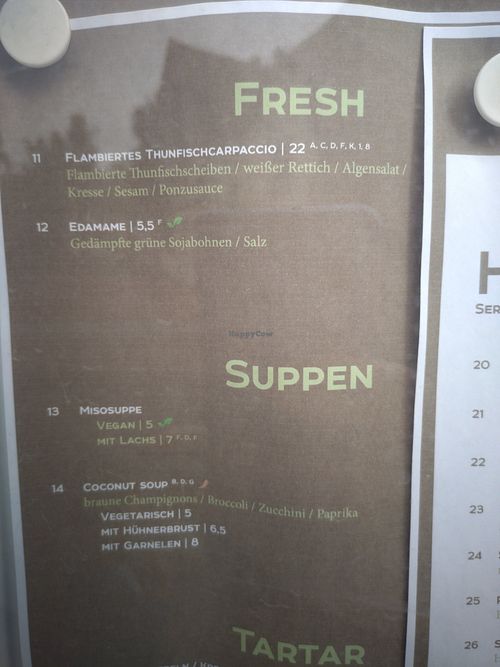 FRESH
11 FLAMBIERTES THUNFISCHCARPACCIO | 22 A, C, D, F, K, 1, 8
Flambierte Thunfischscheiben / weißer Rettich / Algensalat /
Kresse / Sesam / Ponzusauce
12 EDAMAME | 5,5 F
Gedämpfte grüne Sojabohnen / Salz
HappyCow
SUPPEN
13 MISOSUPPE
VEGAN | 5
MIT LACHS | 7 F, D, F
14 COCONUT SOUP B, D, G
braune Champignons / Broccoli / Zucchini / Paprika
VEGETARISCH | 5
MIT HÜHNERBRUST | 6,5
MIT GARNELEN | 8
TARTAR
H
SER
20
21
22
23
24
25
26